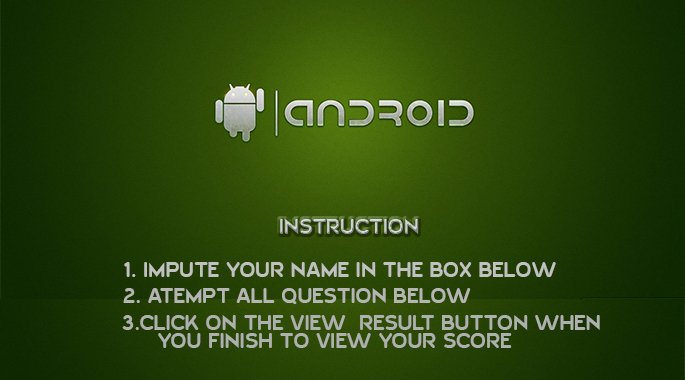 ANDROID
INSTRUCTION
1. IMPUTE YOUR NAME IN THE BOX BELOW
2. ATEMPT ALL QUESTION BELOW
3.CLICK ON THE VIEW RESULT BUTTON WHEN
YOU FINISH TO VIEW YOUR SCORE